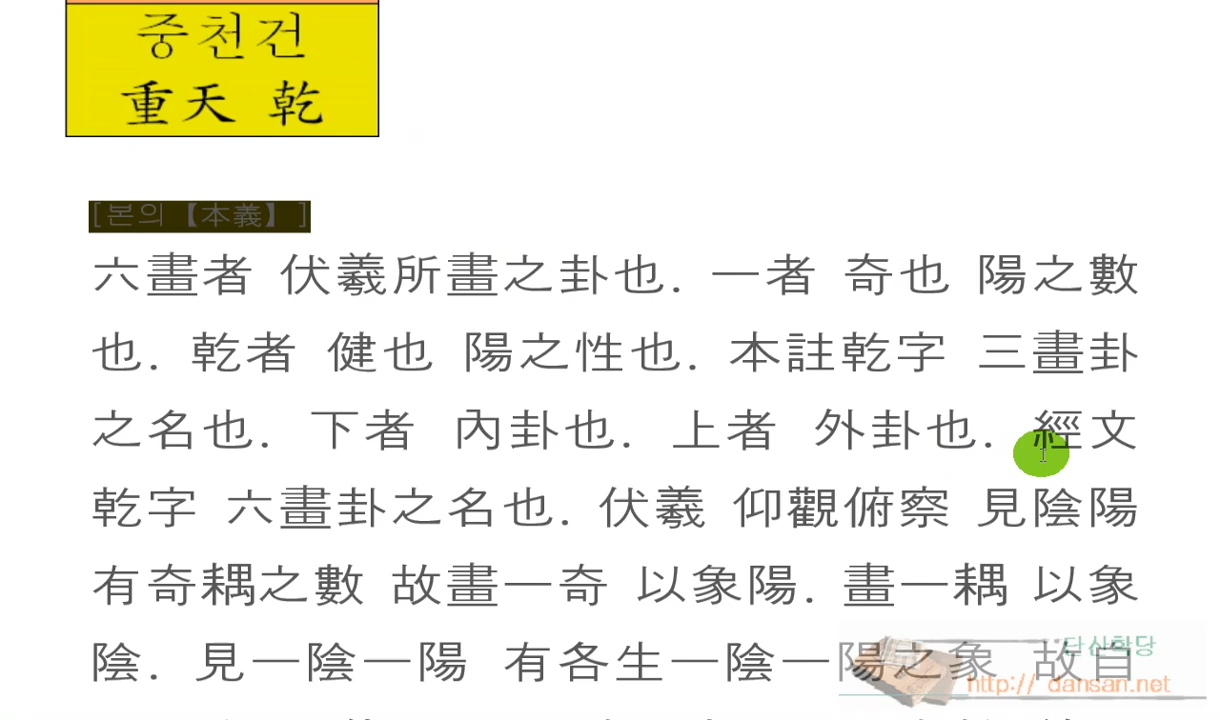 중천건
重天 乾
[본의【本義】]
六畫者 伏羲所畫之卦也. 一者 奇也 陽之數
也. 乾者 健也 陽之性也. 本註乾字 三畫卦
之名也. 下者 內卦也. 上者 外卦也. 經文
乾字 六畫卦之名也. 伏羲 仰觀俯察 見陰陽
有奇耦之數 故畫一奇 以象陽. 畫一耦 以象
陰. 見一陰一陽 有各生一陰一陽之象 故自
단산학당
http://dansan.net